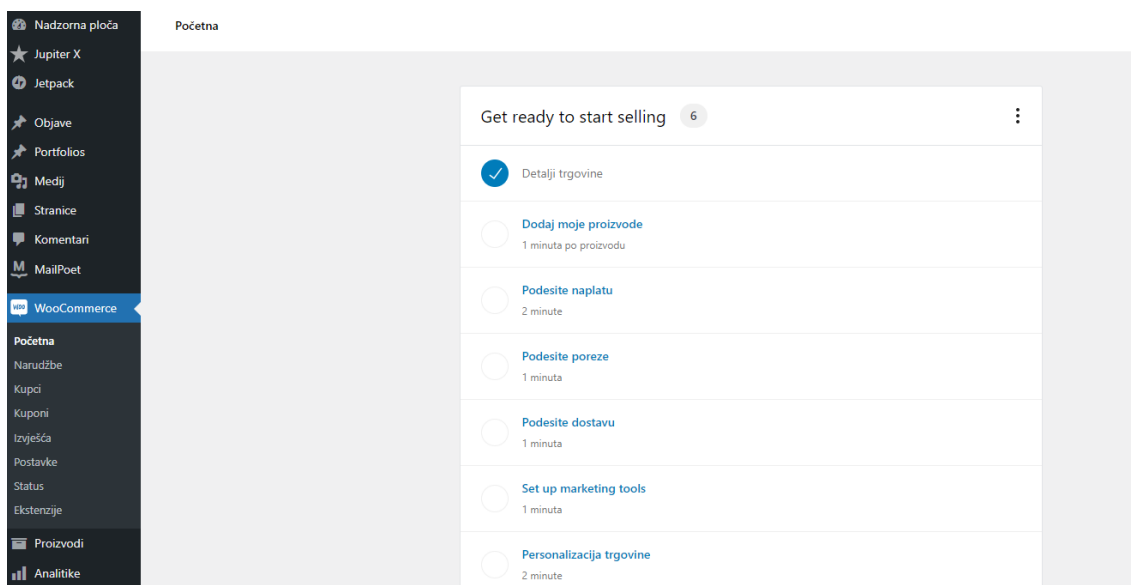 Nadzorna ploča
Jupiter X
Jetpack
Objave
Portfolios
Medij
Stranice
Komentari
M MailPoet
WOO WooCommerce
Početna
Narudžbe
Kupci
Kuponi
Izvješća
Postavke
Status
Ekstenzije
Proizvodi
Analitike
Početna
Get ready to start selling 6
Detalji trgovine
Dodaj moje proizvode
1 minuta po proizvodu
Podesite naplatu
2 minute
Podesite poreze
1 minuta
Podesite dostavu
1 minuta
Set up marketing tools
1 minuta
Personalizacija trgovine
2 minute